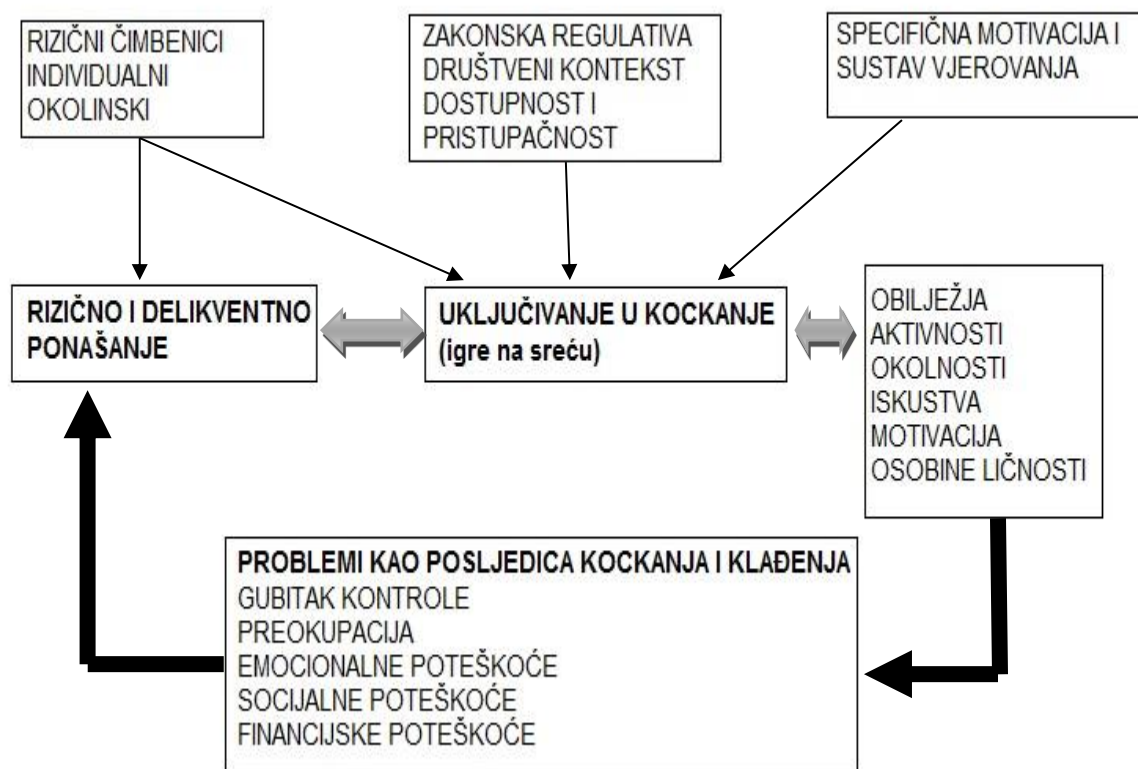 RIZIČNI ČIMBENICI
INDIVIDUALNI
OKOLINSKI
ZAKONSKA REGULATIVA
DRUŠTVENI KONTEKST
DOSTUPNOST I
PRISTUPAČNOST
SPECIFIČNA MOTIVACIJA I
SUSTAV VJEROVANJA
RIZIČNO I DELIKVENTNO
PONAŠANJE
UKLJUČIVANJE U KOCKANJE
(igre na sreću)
OBILJEŽJA
AKTIVNOSTI
OKOLNOSTI
ISKUSTVA
MOTIVACIJA
OSOBINE LIČNOSTI
PROBLEMI KAO POSLJEDICA KOCKANJA I KLAĐENJA
GUBITAK KONTROLE
PREOKUPACIJA
EMOCIONALNE POTEŠKOĆE
SOCIJALNE POTEŠKOĆE
FINANCIJSKE POTEŠKOĆE